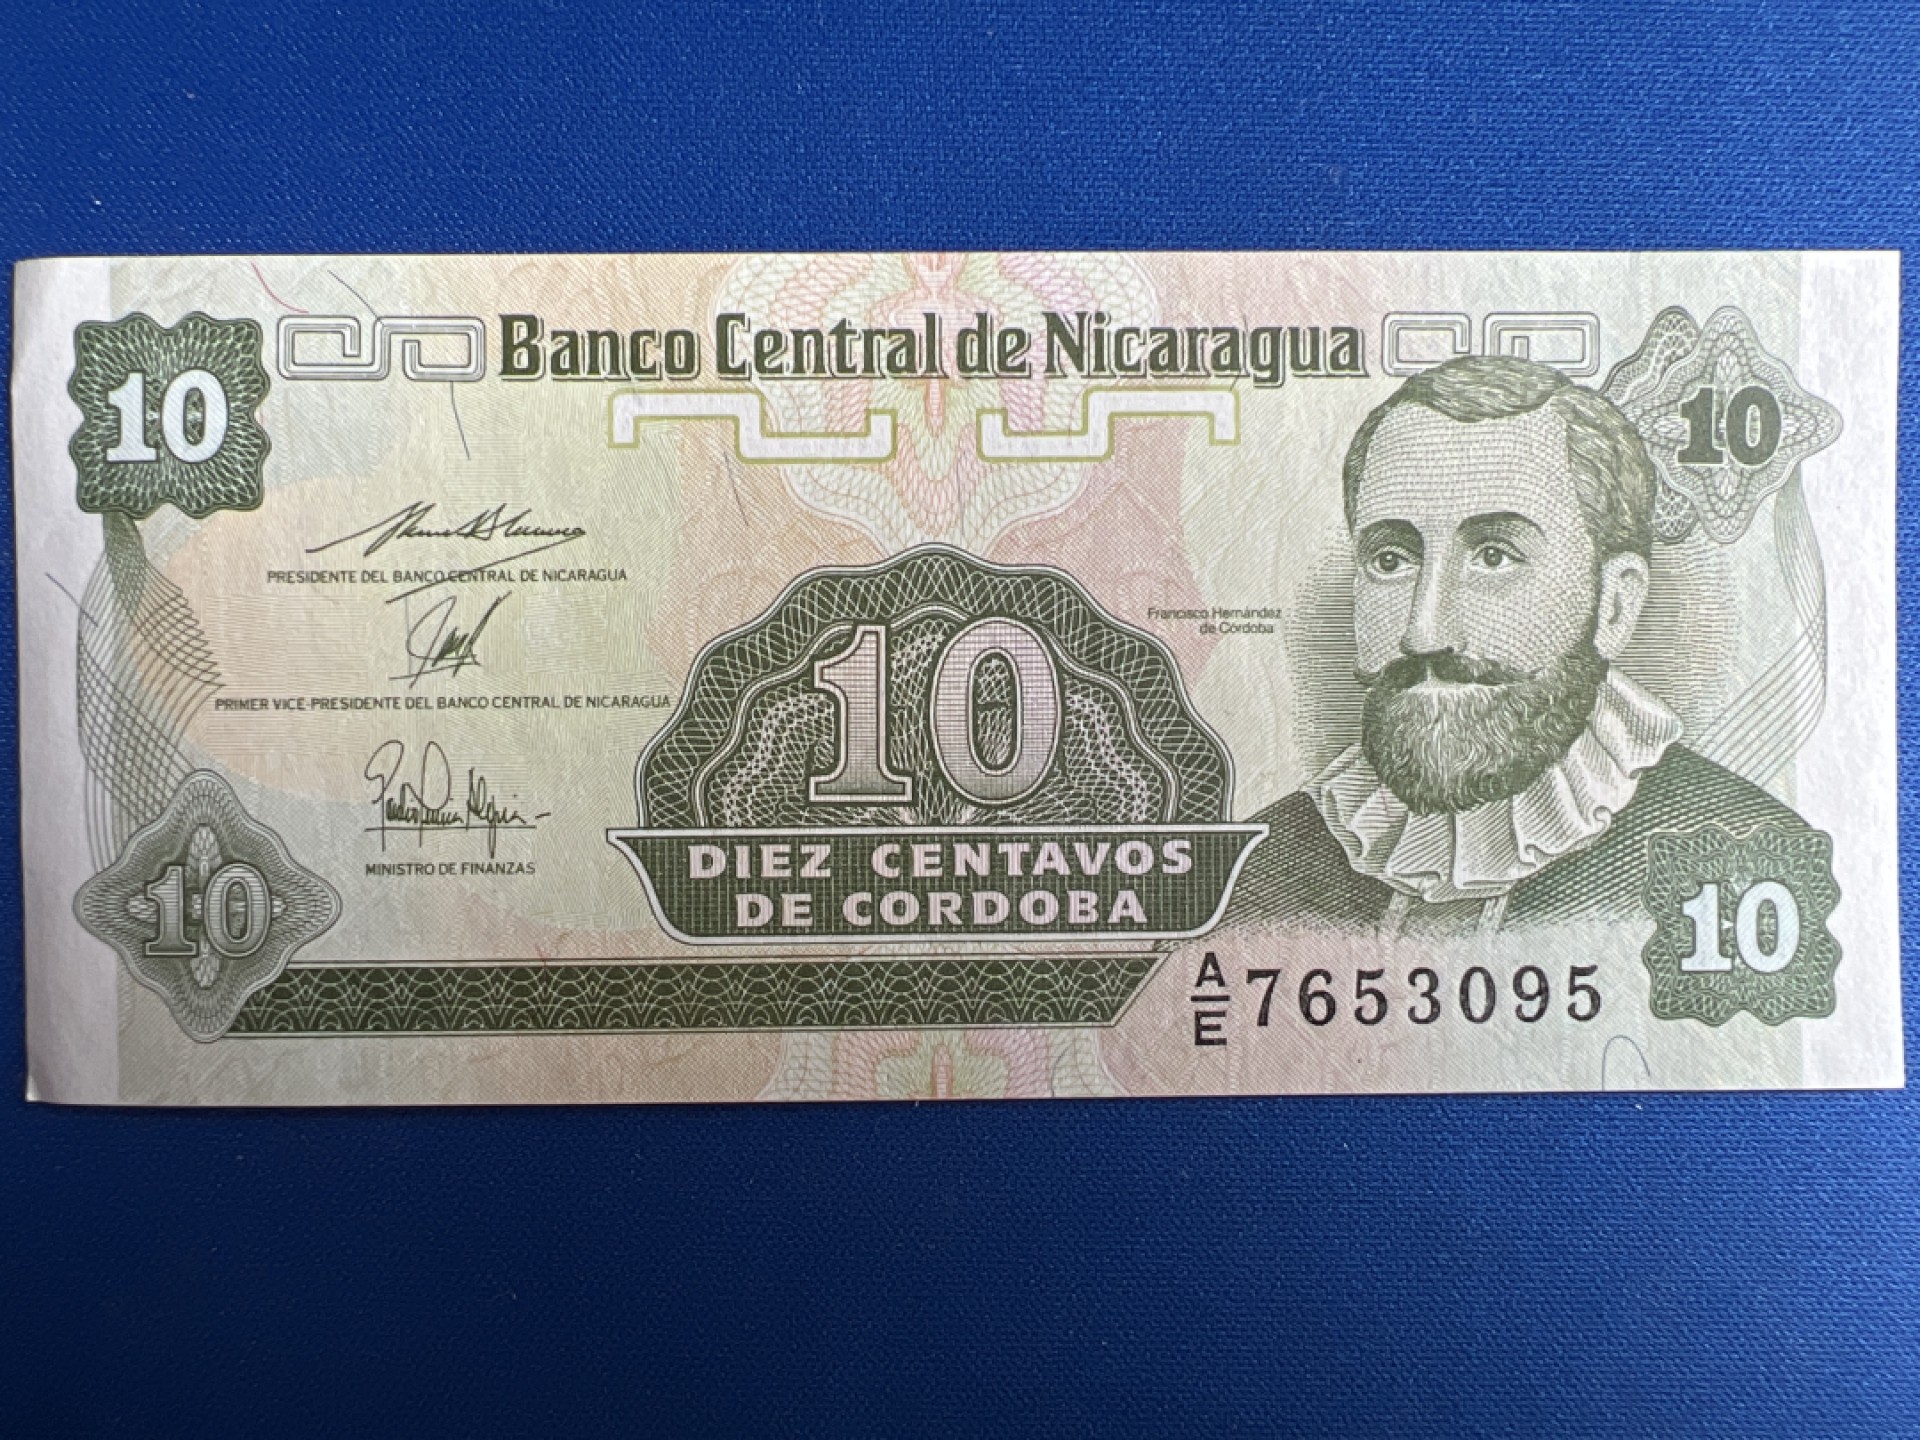 Banco Central de Nicaragua
10
10
PRESIDENTE DEL BANCO CENTRAL DE NICARAGUA
Francisco Hernández
de Córdoba
PRIMER VICE-PRESIDENTE DEL BANCO CENTRAL DE NICARAGUA
10
MINISTRO DE FINANZAS
DIEZ CENTAVOS
DE CORDOBA
10
10
A/E 7653095